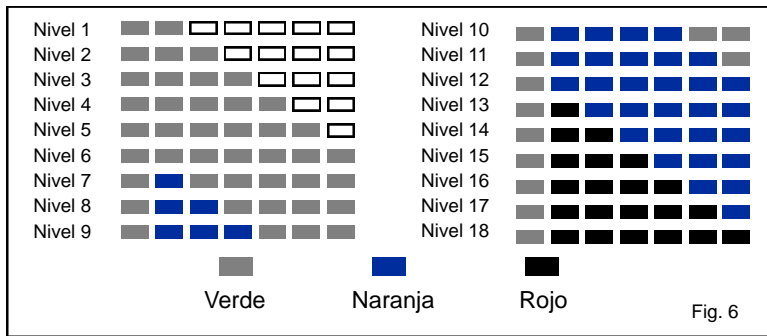 Nivel 1
Nivel 2
Nivel 3
Nivel 4
Nivel 5
Nivel 6
Nivel 7
Nivel 8
Nivel 9
Nivel 10
Nivel 11
Nivel 12
Nivel 13
Nivel 14
Nivel 15
Nivel 16
Nivel 17
Nivel 18
Verde
Naranja
Rojo
Fig. 6